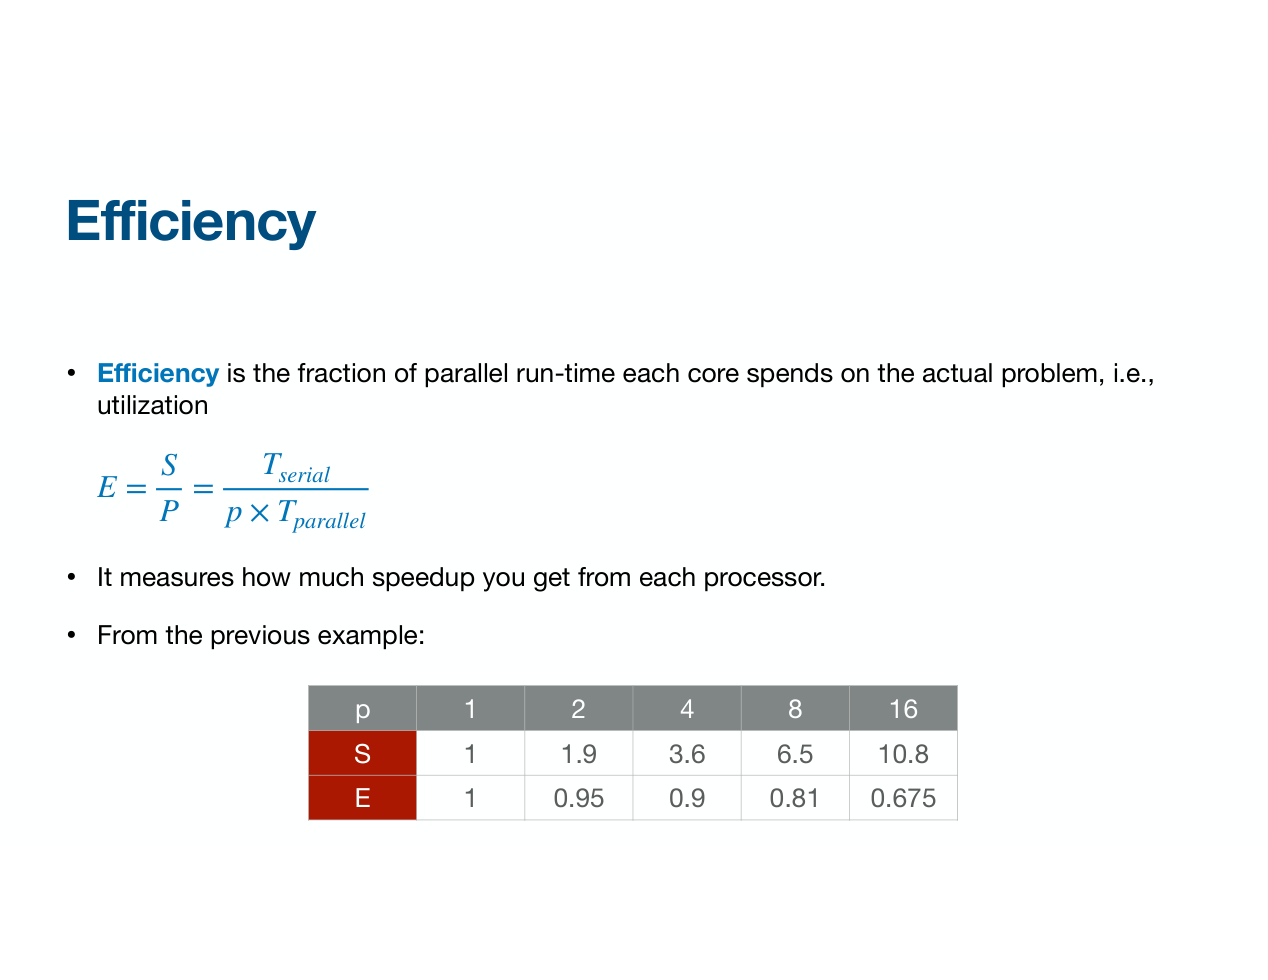 Efficiency
• Efficiency is the fraction of parallel run-time each core spends on the actual problem, i.e.,
utilization
E = S/P = T_serial / (p × T_parallel)
• It measures how much speedup you get from each processor.
• From the previous example:
p 1 2 4 8 16
S 1 1.9 3.6 6.5 10.8
E 1 0.95 0.9 0.81 0.675